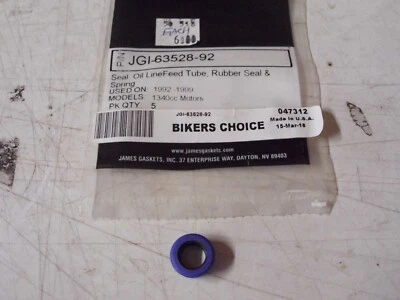 EACH
P/N JGI-63528-92
Seal. Oil LineFeed Tube, Rubber Seal &
Spring
USED ON 1992-1999
MODELS 1340cc Motors
PK QTY. 5
047312
JGI-63528-92
Made in U.S.A.
BIKERS CHOICE
15-Mar-18
www.jamesgaskets.com
JAMES GASKETS, INC. 37 ENTERPRISE WAY, DAYTON, NV 89403